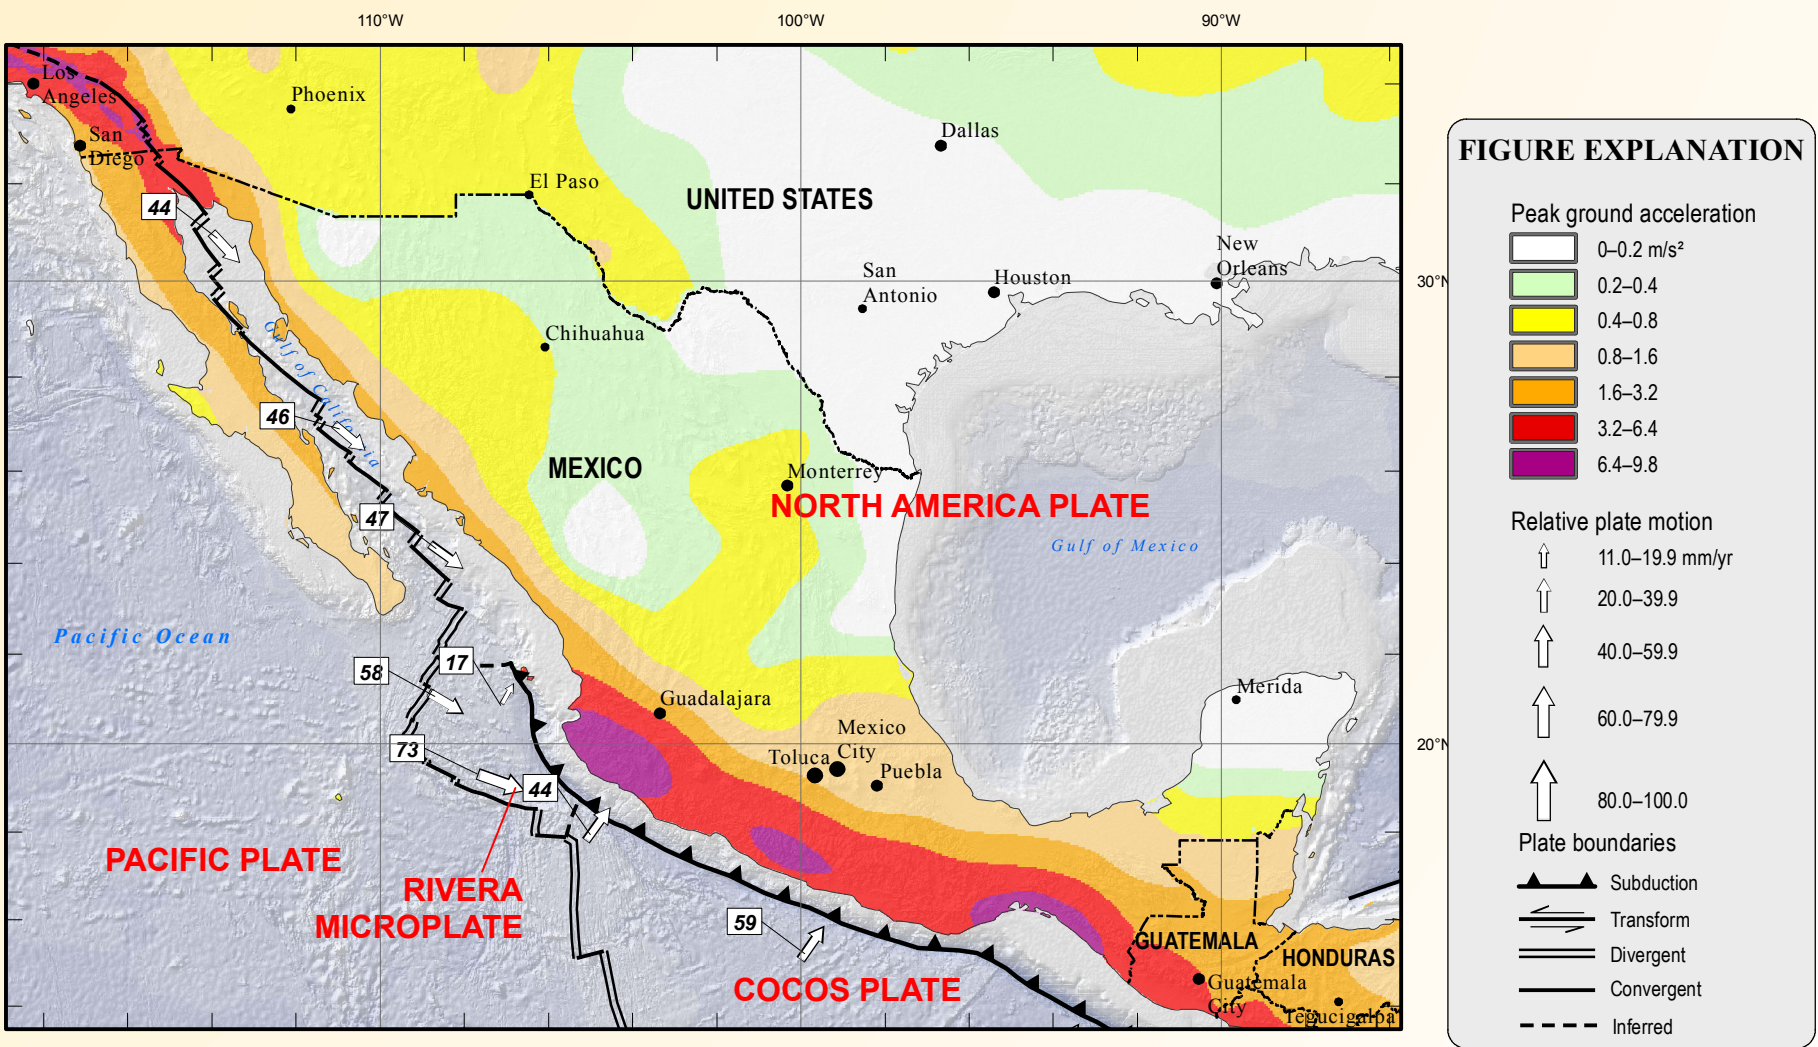 110°W
100°W
90°W
Los
Angeles
Phoenix
San
Diego
Dallas
El Paso
UNITED STATES
44
New
Orleans
San
Antonio
Houston
30°N
Gulf of California
Chihuahua
46
MEXICO
Monterrey
NORTH AMERICA PLATE
47
Gulf of Mexico
Pacific Ocean
58
17
Guadalajara
Merida
73
Mexico
City
Toluca
Puebla
20°N
44
PACIFIC PLATE
RIVERA
MICROPLATE
59
COCOS PLATE
GUATEMALA
HONDURAS
Guatemala
City
Tegucigalpa
FIGURE EXPLANATION
Peak ground acceleration
0–0.2 m/s²
0.2–0.4
0.4–0.8
0.8–1.6
1.6–3.2
3.2–6.4
6.4–9.8
Relative plate motion
11.0–19.9 mm/yr
20.0–39.9
40.0–59.9
60.0–79.9
80.0–100.0
Plate boundaries
Subduction
Transform
Divergent
Convergent
Inferred